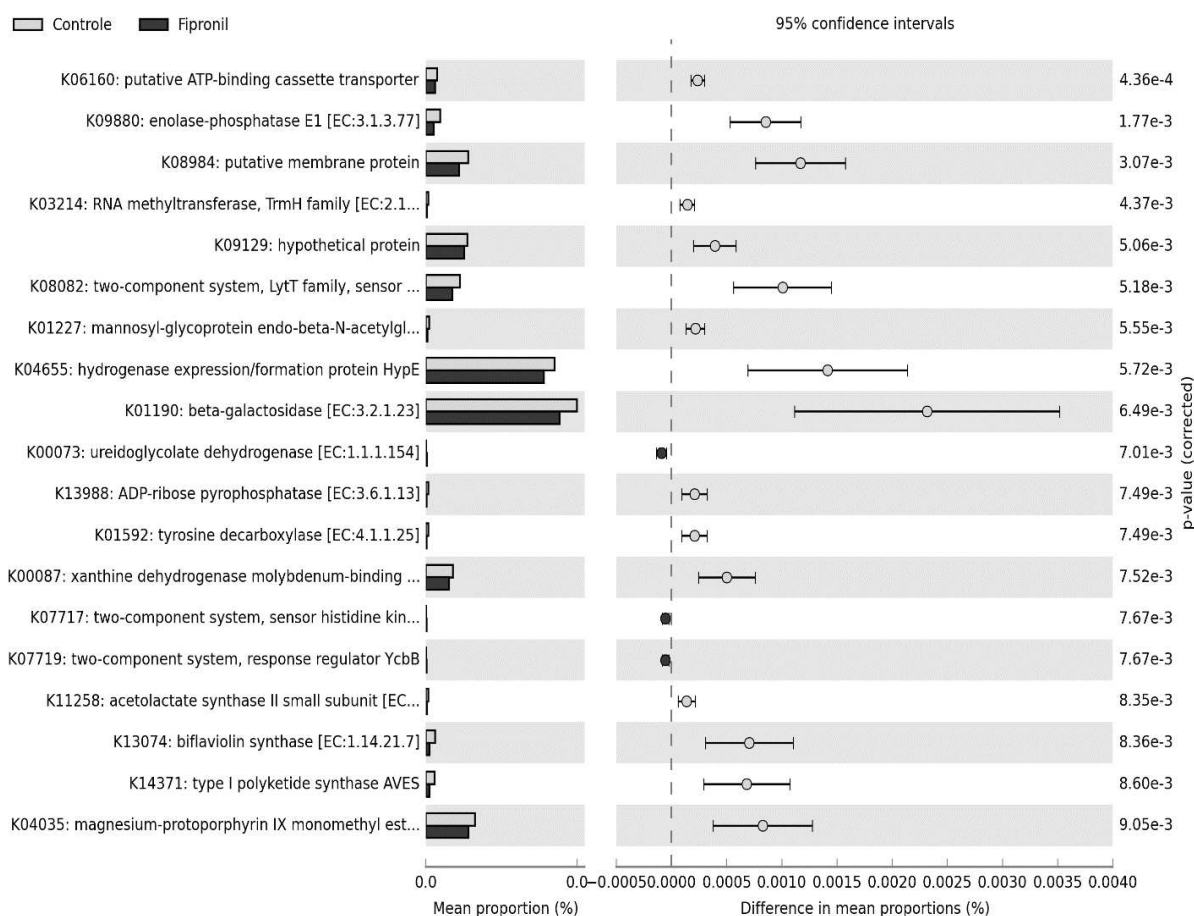 Controle Fipronil 95% confidence intervals
K06160: putative ATP-binding cassette transporter 4.36e-4
K09880: enolase-phosphatase E1 [EC:3.1.3.77] 1.77e-3
K08984: putative membrane protein 3.07e-3
K03214: RNA methyltransferase, TrmH family [EC:2.1... 4.37e-3
K09129: hypothetical protein 5.06e-3
K08082: two-component system, LytT family, sensor ... 5.18e-3
K01227: mannosyl-glycoprotein endo-beta-N-acetylgl... 5.55e-3
K04655: hydrogenase expression/formation protein HypE 5.72e-3
K01190: beta-galactosidase [EC:3.2.1.23] 6.49e-3
K00073: ureidoglycolate dehydrogenase [EC:1.1.1.154] 7.01e-3
K13988: ADP-ribose pyrophosphatase [EC:3.6.1.13] 7.49e-3
K01592: tyrosine decarboxylase [EC:4.1.1.25] 7.49e-3
K00087: xanthine dehydrogenase molybdenum-binding ... 7.52e-3
K07717: two-component system, sensor histidine kin... 7.67e-3
K07719: two-component system, response regulator YcbB 7.67e-3
K11258: acetolactate synthase II small subunit [EC... 8.35e-3
K13074: biflaviolin synthase [EC:1.14.21.7] 8.36e-3
K14371: type I polyketide synthase AVES 8.60e-3
K04035: magnesium-protoporphyrin IX monomethyl est... 9.05e-3
p-value (corrected)
0.0 0.0 −0.0005 0.0000 0.0005 0.0010 0.0015 0.0020 0.0025 0.0030 0.0035 0.0040
Mean proportion (%) Difference in mean proportions (%)